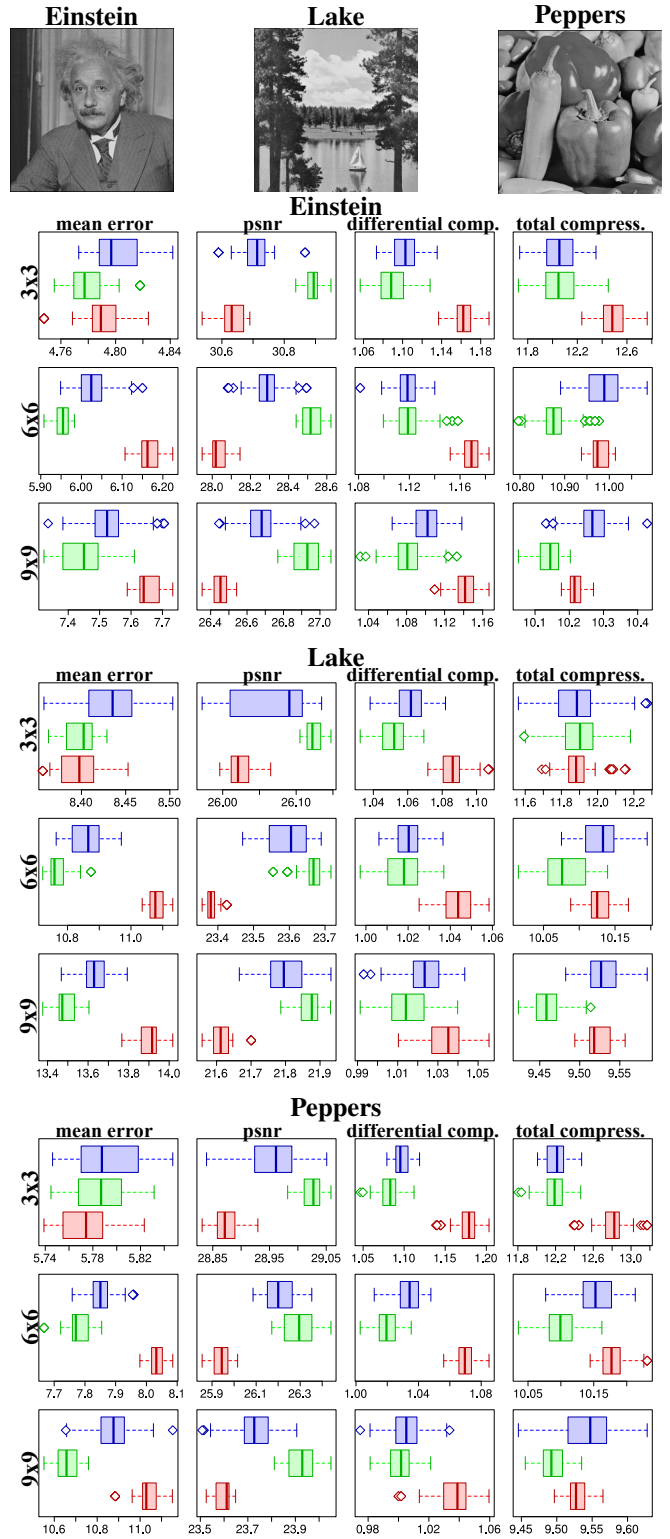 Einstein Lake Peppers
Einstein
mean error psnr differential comp. total compress.
3x3
4.76 4.80 4.84 30.6 30.8 1.06 1.10 1.14 1.18 11.8 12.2 12.6
6x6
5.90 6.00 6.10 6.20 28.0 28.2 28.4 28.6 1.08 1.12 1.16 10.80 10.90 11.00
9x9
7.4 7.5 7.6 7.7 26.4 26.6 26.8 27.0 1.04 1.08 1.12 1.16 10.1 10.2 10.3 10.4
Lake
mean error psnr differential comp. total compress.
3x3
8.40 8.45 8.50 26.00 26.10 1.04 1.06 1.08 1.10 11.6 11.8 12.0 12.2
6x6
10.8 11.0 23.4 23.5 23.6 23.7 1.00 1.02 1.04 1.06 10.05 10.15
9x9
13.4 13.6 13.8 14.0 21.6 21.7 21.8 21.9 0.99 1.01 1.03 1.05 9.45 9.50 9.55
Peppers
mean error psnr differential comp. total compress.
3x3
5.74 5.78 5.82 28.85 28.95 29.05 1.05 1.10 1.15 1.20 11.8 12.2 12.6 13.0
6x6
7.7 7.8 7.9 8.0 8.1 25.9 26.1 26.3 1.00 1.04 1.08 10.05 10.15
9x9
10.6 10.8 11.0 23.5 23.7 23.9 0.98 1.00 1.02 1.04 1.06 9.45 9.50 9.60